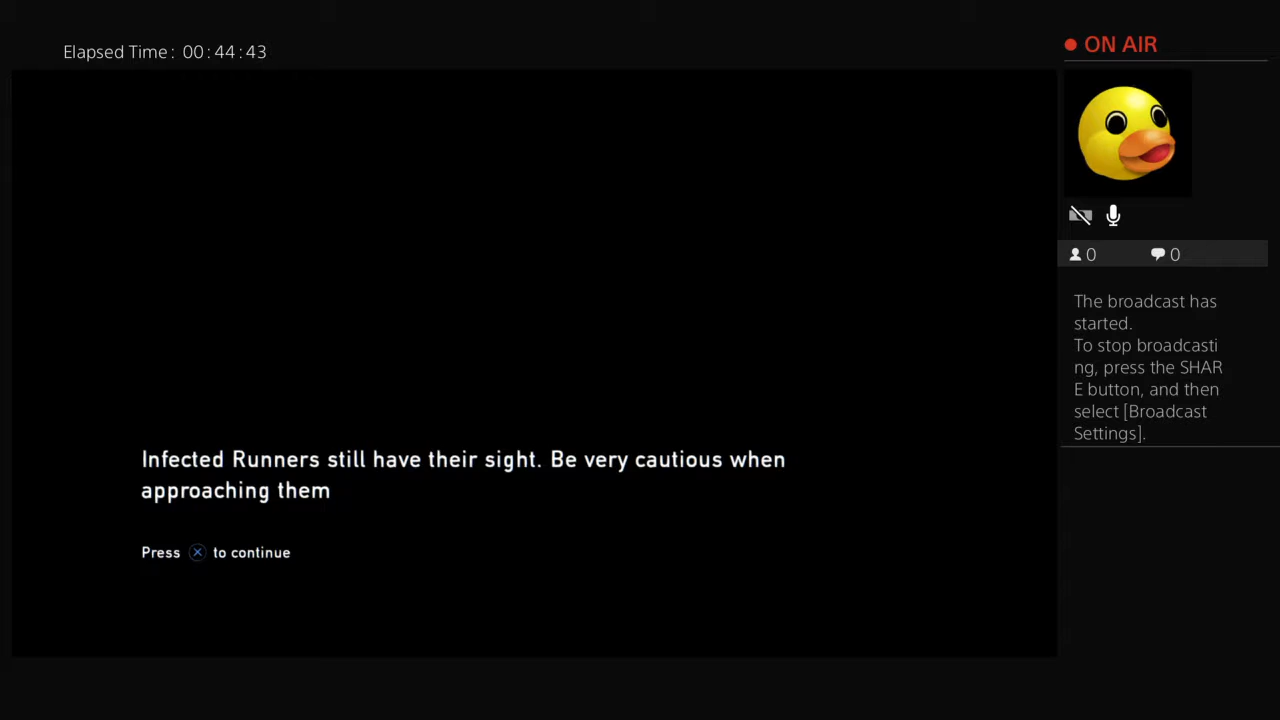 Elapsed Time: 00:44:43
ON AIR
0 0
The broadcast has
started.
To stop broadcasti
ng, press the SHAR
E button, and then
select [Broadcast
Settings].
Infected Runners still have their sight. Be very cautious when
approaching them
Press to continue